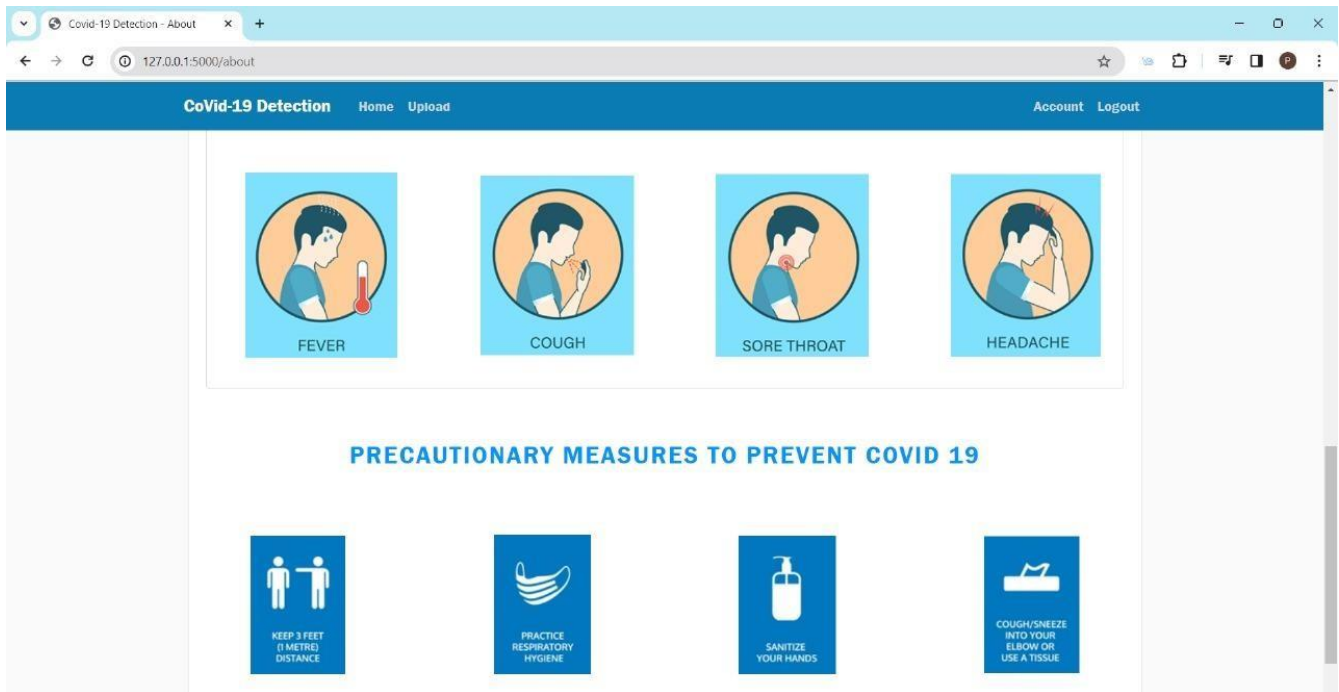 Covid-19 Detection - About
127.0.0.1:5000/about
P
CoVid-19 Detection Home Upload Account Logout
FEVER
COUGH
SORE THROAT
HEADACHE
PRECAUTIONARY MEASURES TO PREVENT COVID 19
KEEP 3 FEET
(1 METRE)
DISTANCE
PRACTICE
RESPIRATORY
HYGIENE
SANITIZE
YOUR HANDS
COUGH/SNEEZE
INTO YOUR
ELBOW OR
USE A TISSUE